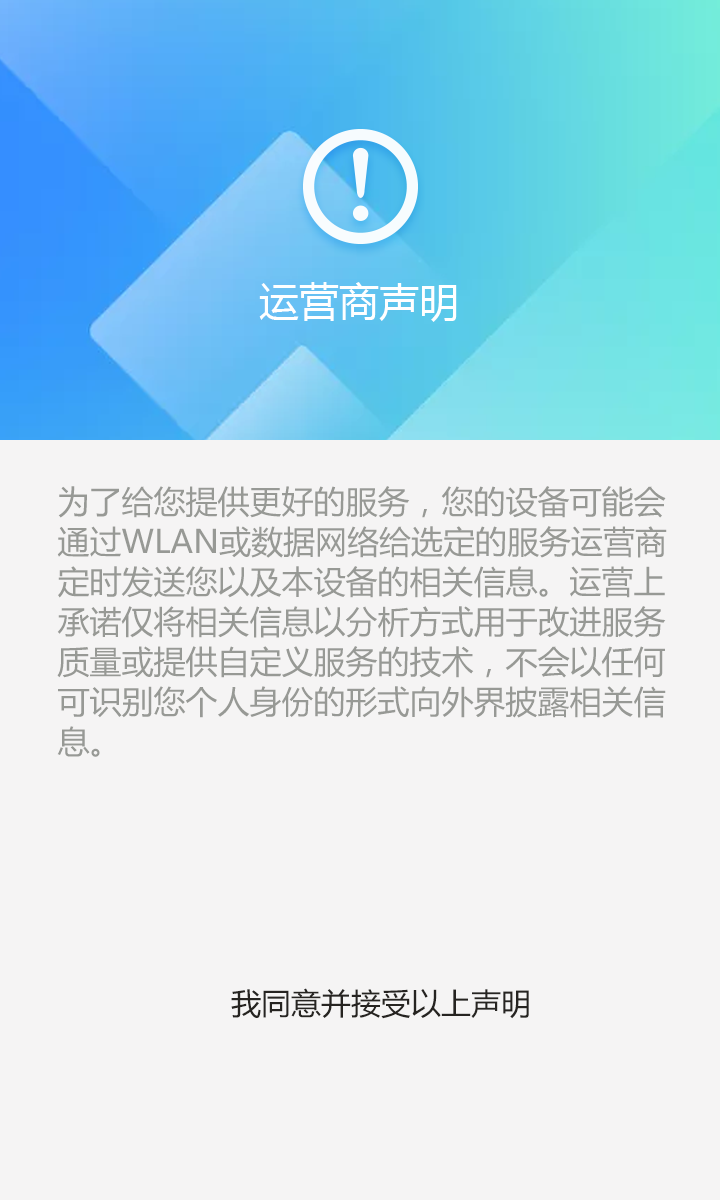 运营商声明
为了给您提供更好的服务，您的设备可能会
通过WLAN或数据网络给选定的服务运营商
定时发送您以及本设备的相关信息。运营上
承诺仅将相关信息以分析方式用于改进服务
质量或提供自定义服务的技术，不会以任何
可识别您个人身份的形式向外界披露相关信
息。
我同意并接受以上声明